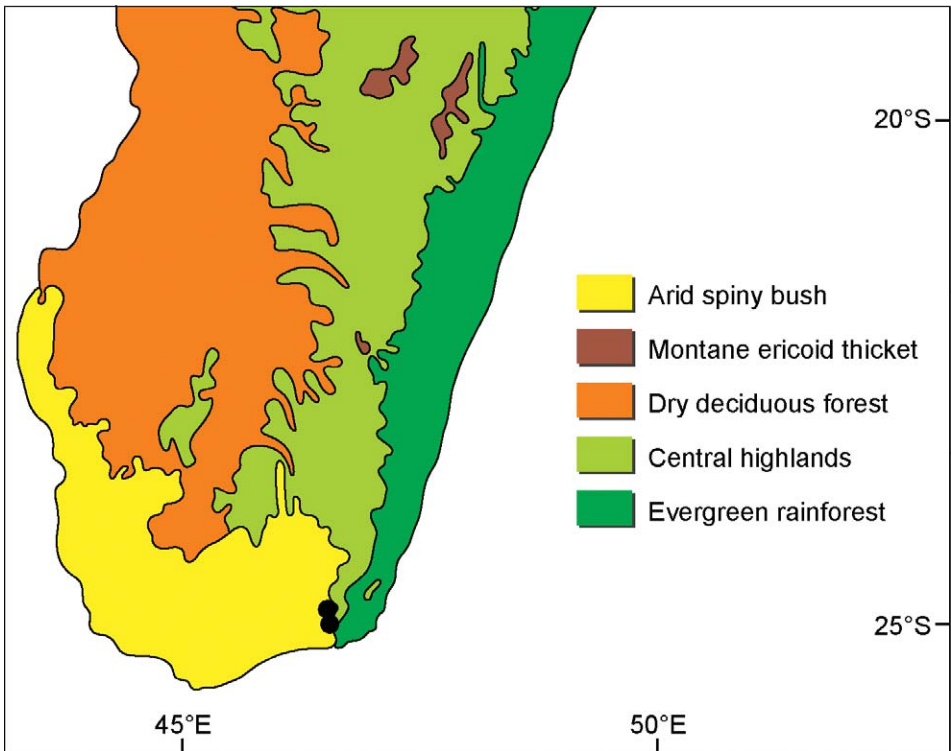 20°S
Arid spiny bush
Montane ericoid thicket
Dry deciduous forest
Central highlands
Evergreen rainforest
25°S
45°E
50°E